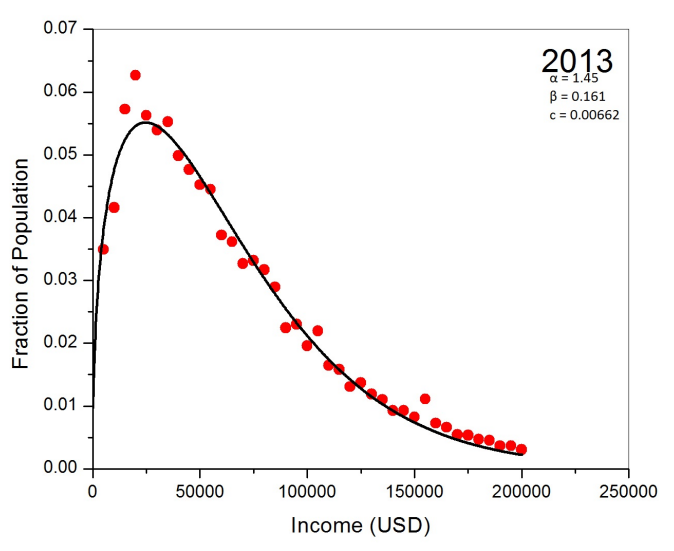 0.07
0.06
0.05
0.04
0.03
0.02
0.01
0.00
Fraction of Population
2013
α = 1.45
β = 0.161
c = 0.00662
0 50000 100000 150000 200000 250000
Income (USD)